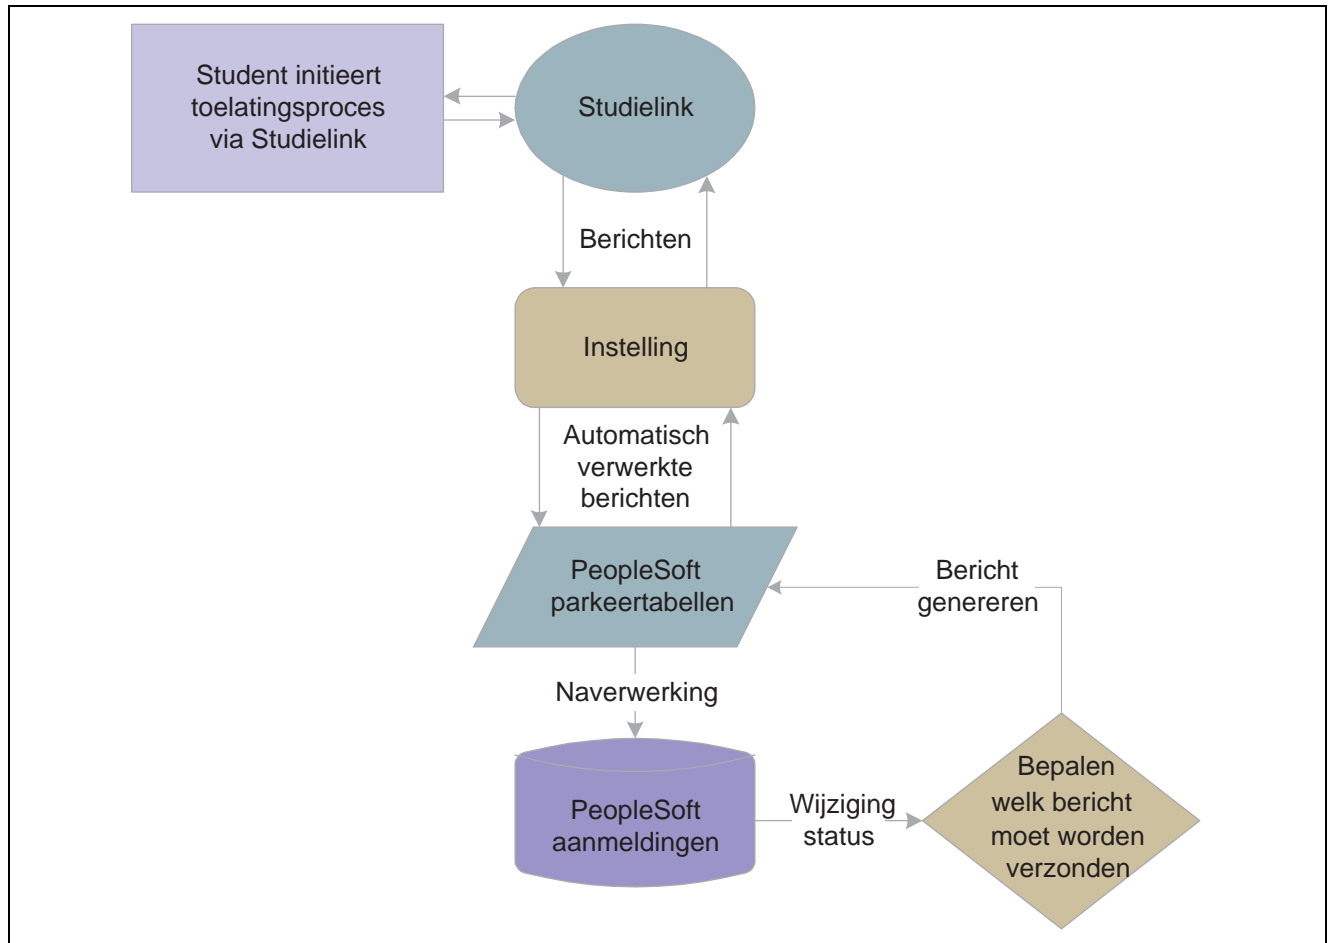 Student initieert
toelatingsproces
via Studielink
Studielink
Berichten
Instelling
Automatisch
verwerkte
berichten
PeopleSoft
parkeertabellen
Bericht
genereren
Naverwerking
PeopleSoft
aanmeldingen
Wijziging
status
Bepalen
welk bericht
moet worden
verzonden